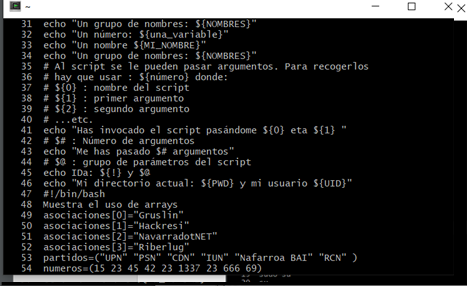 ~
31 echo "Un grupo de nombres: ${NOMBRES}"
32 echo "Un número: ${una_variable}"
33 echo "Un nombre ${MI_NOMBRE}"
34 echo "Un grupo de nombres: ${NOMBRES}"
35 # Al script se le pueden pasar argumentos. Para recogerlos
36 # hay que usar : ${número} donde:
37 # ${0} : nombre del script
38 # ${1} : primer argumento
39 # ${2} : segundo argumento
40 # ...etc.
41 echo "Has invocado el script pasándome ${0} eta ${1} "
42 # $# : Número de argumentos
43 echo "Me has pasado $# argumentos"
44 # $@ : grupo de parámetros del script
45 echo IDa: ${!} y $@
46 echo "Mi directorio actual: ${PWD} y mi usuario ${UID}"
47 #!/bin/bash
48 Muestra el uso de arrays
49 asociaciones[0]="Gruslin"
50 asociaciones[1]="Hackresi"
51 asociaciones[2]="NavarradotNET"
52 asociaciones[3]="Riberlug"
53 partidos=("UPN" "PSN" "CDN" "IUN" "Nafarroa BAI" "RCN" )
54 numeros=(15 23 45 42 23 1337 23 666 69)